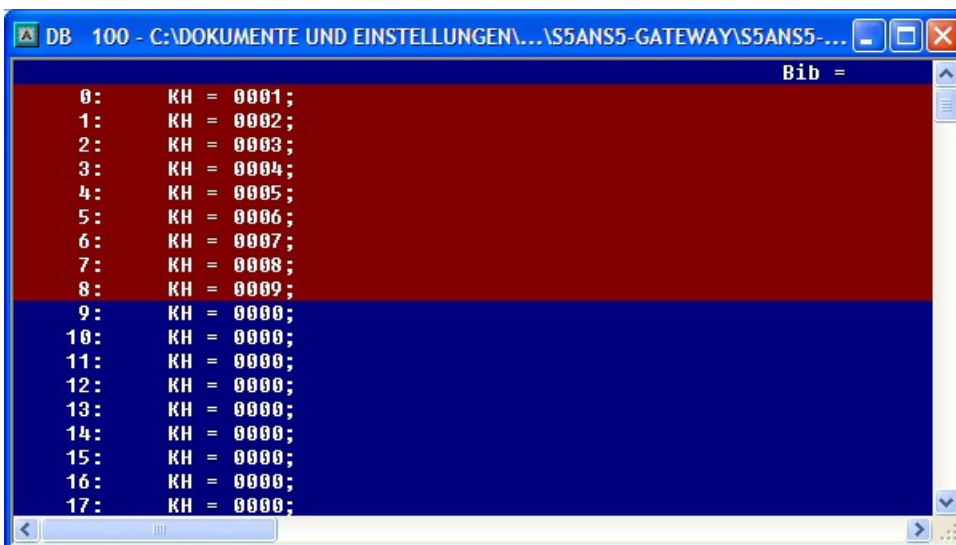 DB 100 - C:\DOKUMENTE UND EINSTELLUNGEN\...\S5ANS5-GATEWAY\S5ANS5-...
Bib =
0: KH = 0001;
1: KH = 0002;
2: KH = 0003;
3: KH = 0004;
4: KH = 0005;
5: KH = 0006;
6: KH = 0007;
7: KH = 0008;
8: KH = 0009;
9: KH = 0000;
10: KH = 0000;
11: KH = 0000;
12: KH = 0000;
13: KH = 0000;
14: KH = 0000;
15: KH = 0000;
16: KH = 0000;
17: KH = 0000;